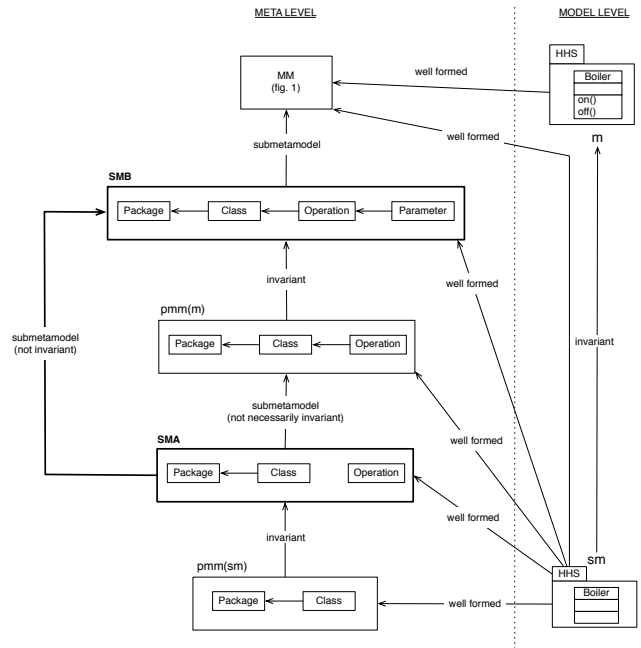 META LEVEL
MODEL LEVEL
HHS
Boiler
on()
off()
m
MM
(fig. 1)
well formed
well formed
submetamodel
SMB
Package
Class
Operation
Parameter
invariant
well formed
submetamodel
(not invariant)
pmm(m)
Package
Class
Operation
invariant
submetamodel
(not necessarily invariant)
well formed
SMA
Package
Class
Operation
well formed
invariant
sm
pmm(sm)
HHS
Package
Class
well formed
Boiler